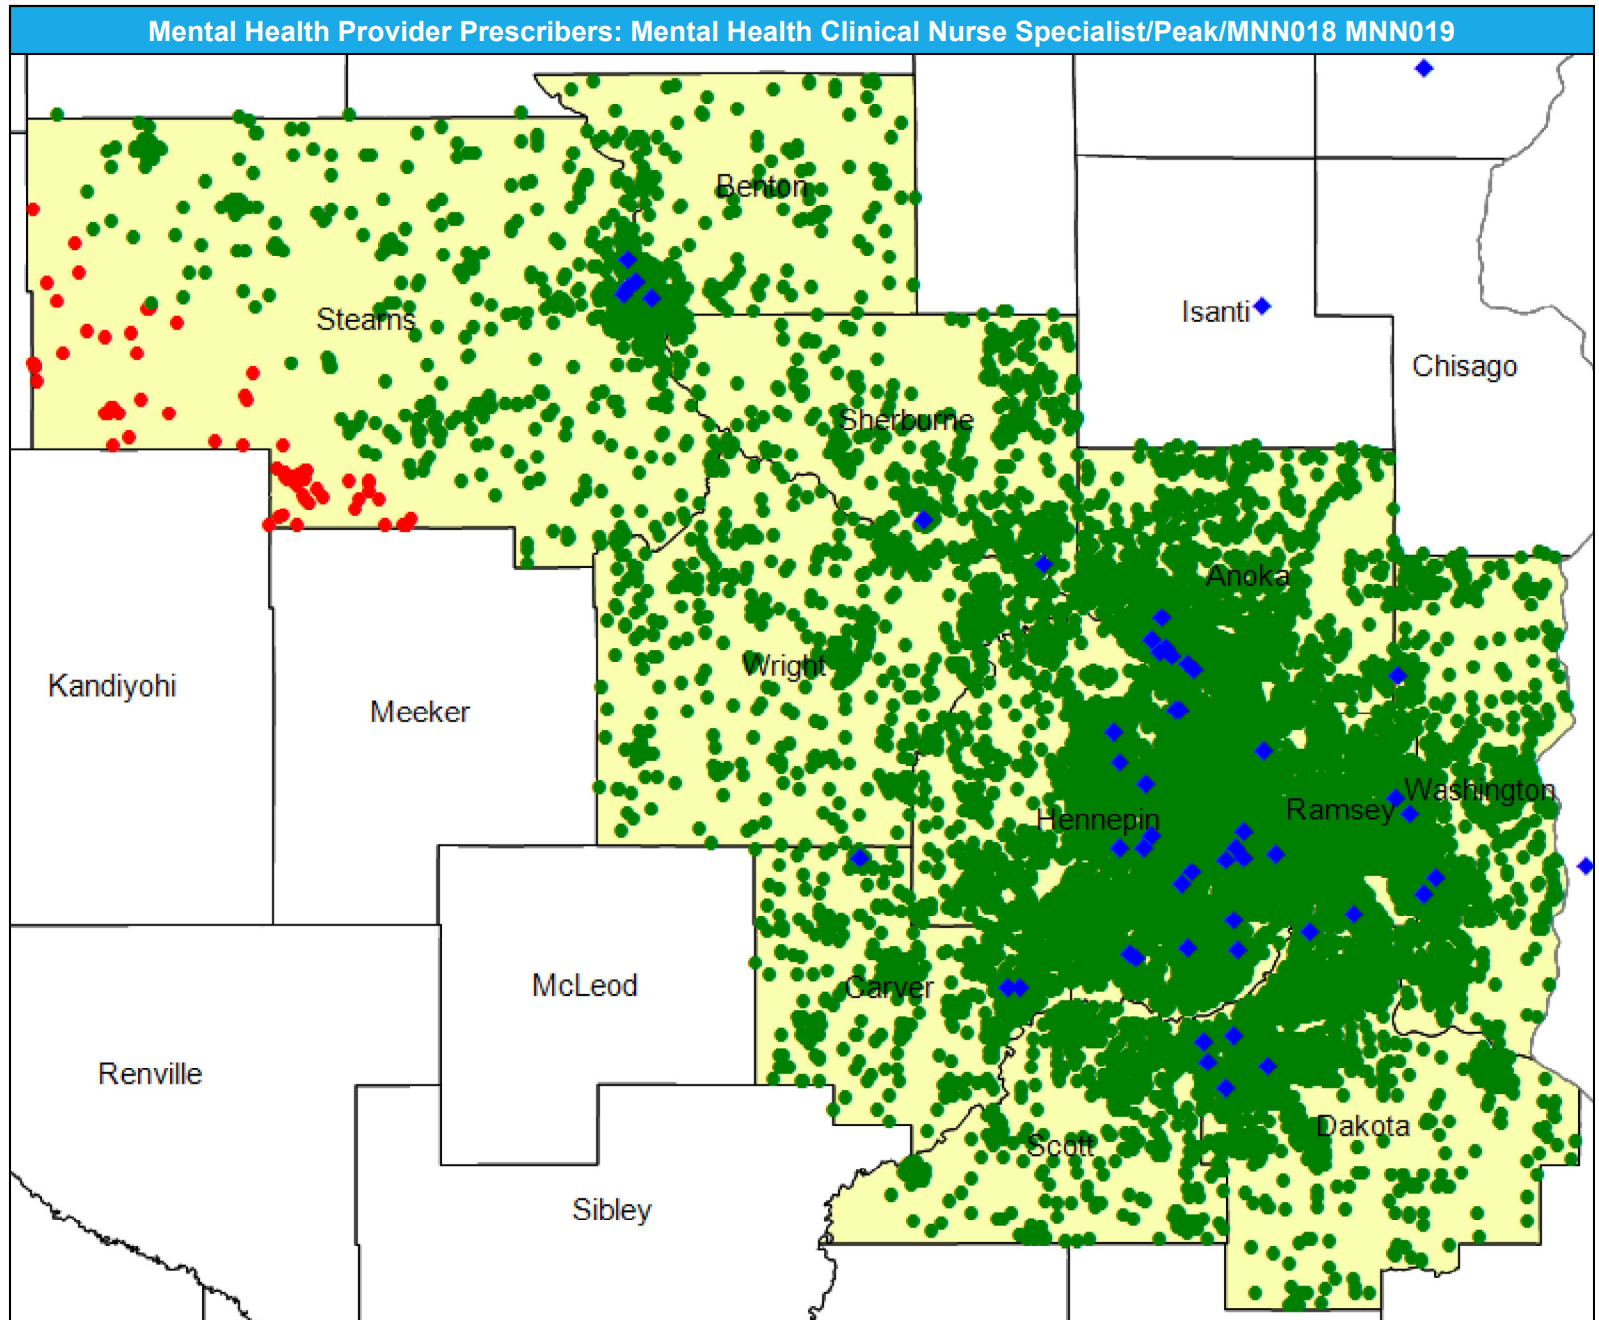 Mental Health Provider Prescribers: Mental Health Clinical Nurse Specialist/Peak/MNN018 MNN019
Benton
Stearns
Isanti
Chisago
Sherburne
Anoka
Wright
Kandiyohi
Meeker
Washington
Ramsey
Hennepin
McLeod
Carver
Renville
Dakota
Scott
Sibley